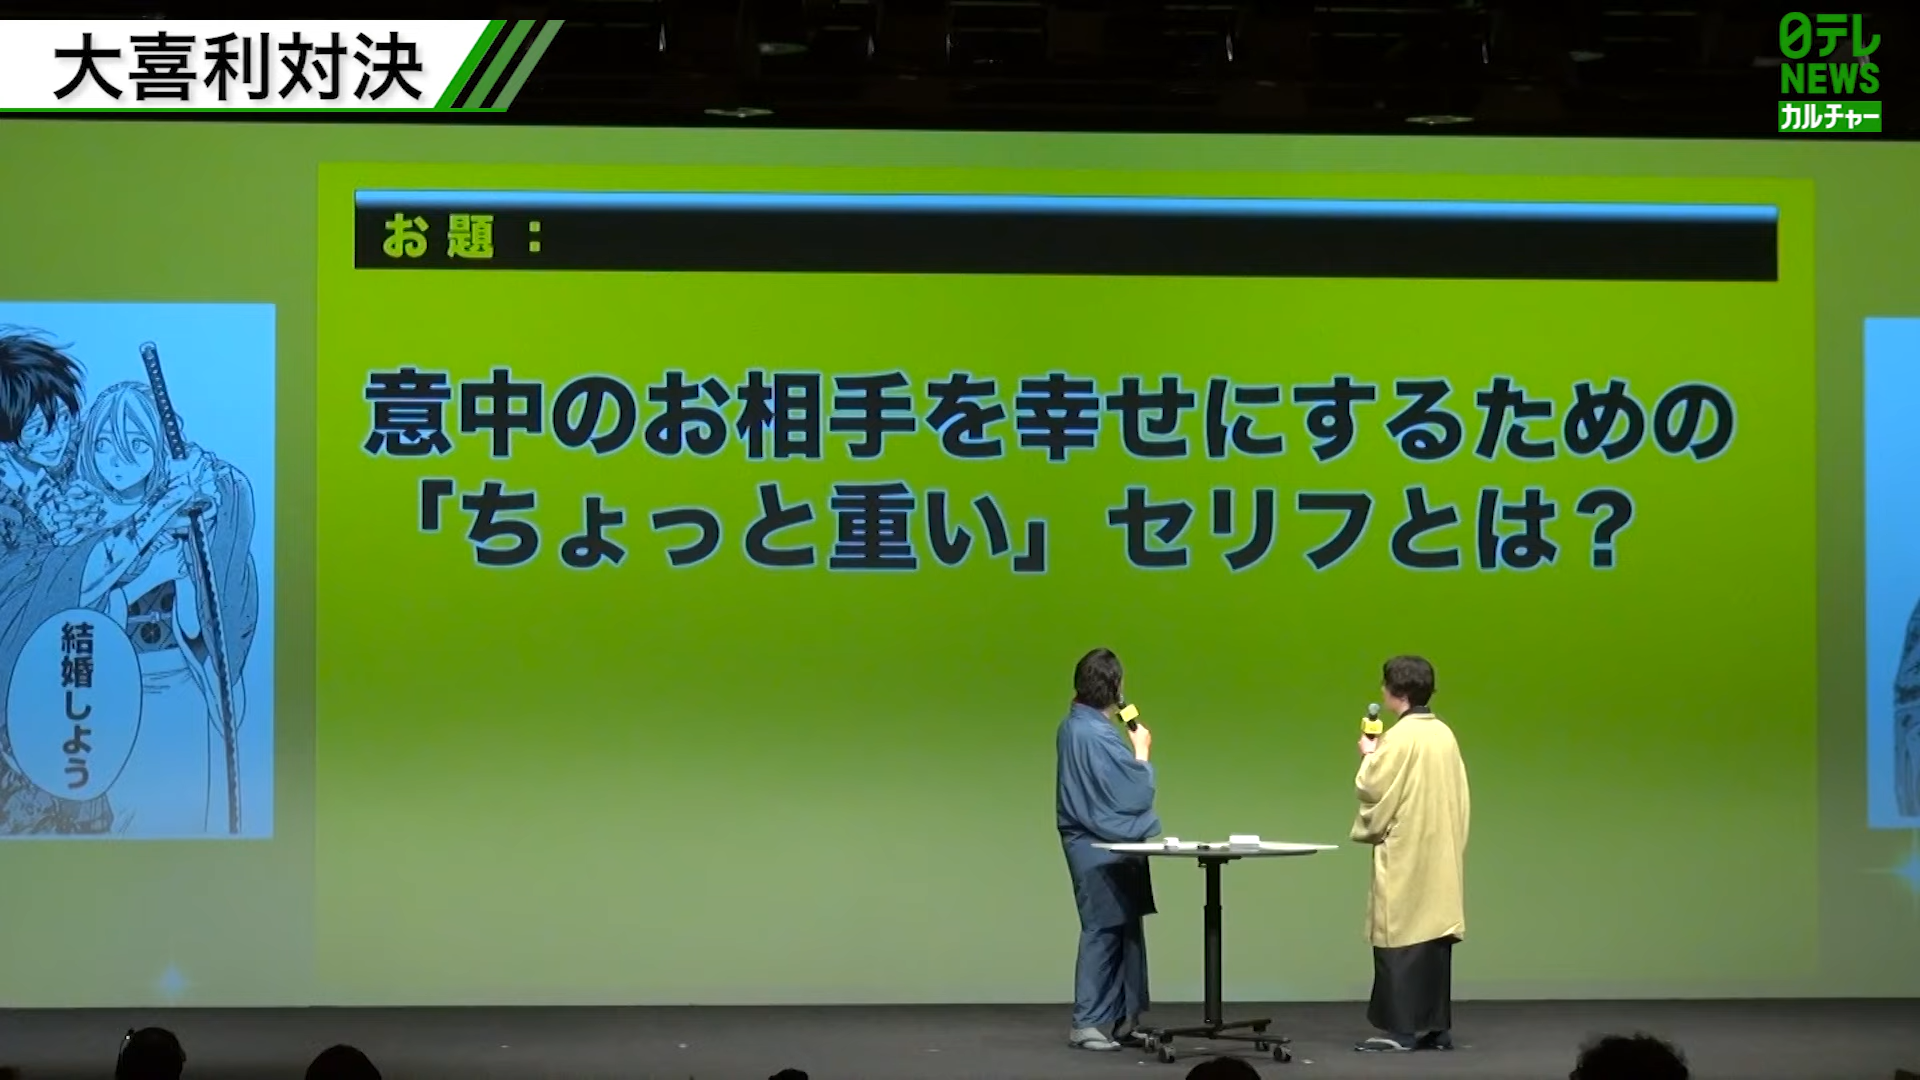 大喜利対決
日テレ
NEWS
カルチャー
お題：
意中のお相手を幸せにするための
「ちょっと重い」セリフとは？
結婚しよう